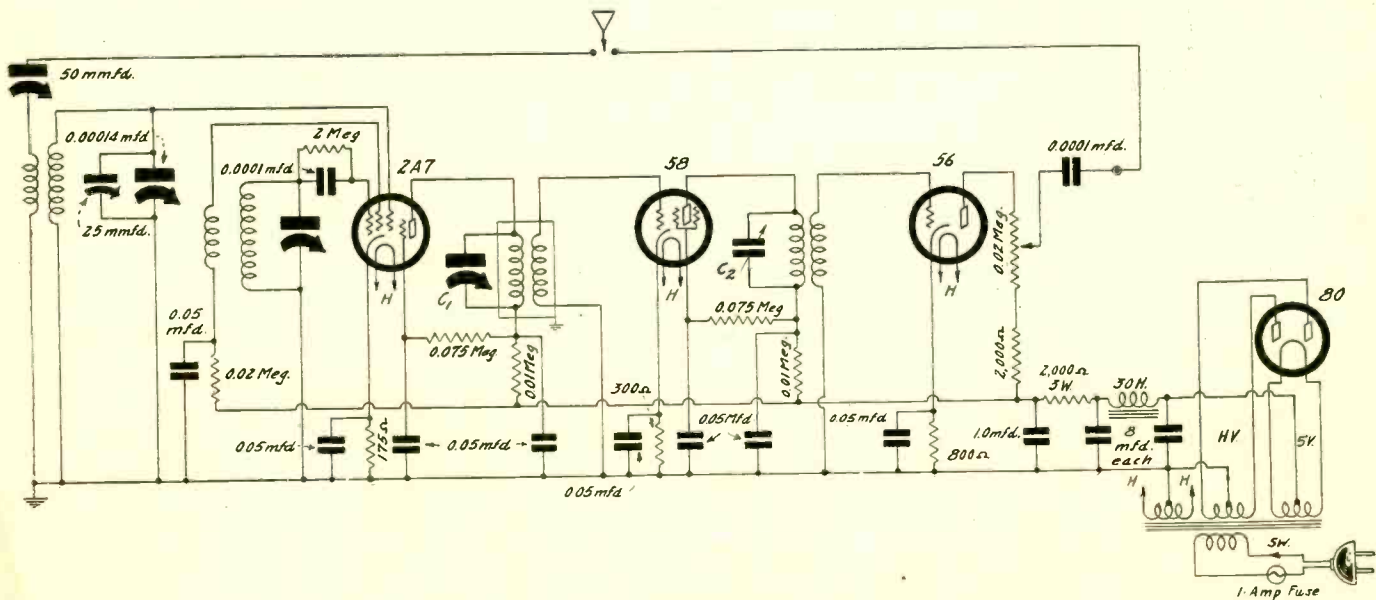 50 mmfd.
0.00014 mfd
25 mmfd.
2 Meg
0.0001 mfd
2A7
H
C1
0.05
mfd.
0.02 Meg.
0.075 Meg
0.01 Meg
0.05 mfd
175Ω
0.05 mfd
58
H
C2
0.075 Meg
0.01 Meg
300Ω
0.05 Mfd
0.05 mfd
56
H
0.02 Meg.
0.0001 mfd.
2,000Ω
0.05 mfd
800Ω
2,000Ω
5W.
30 H.
1.0 mfd.
8
mfd.
each
80
H.V.
5V.
H
H
SW.
1-Amp Fuse